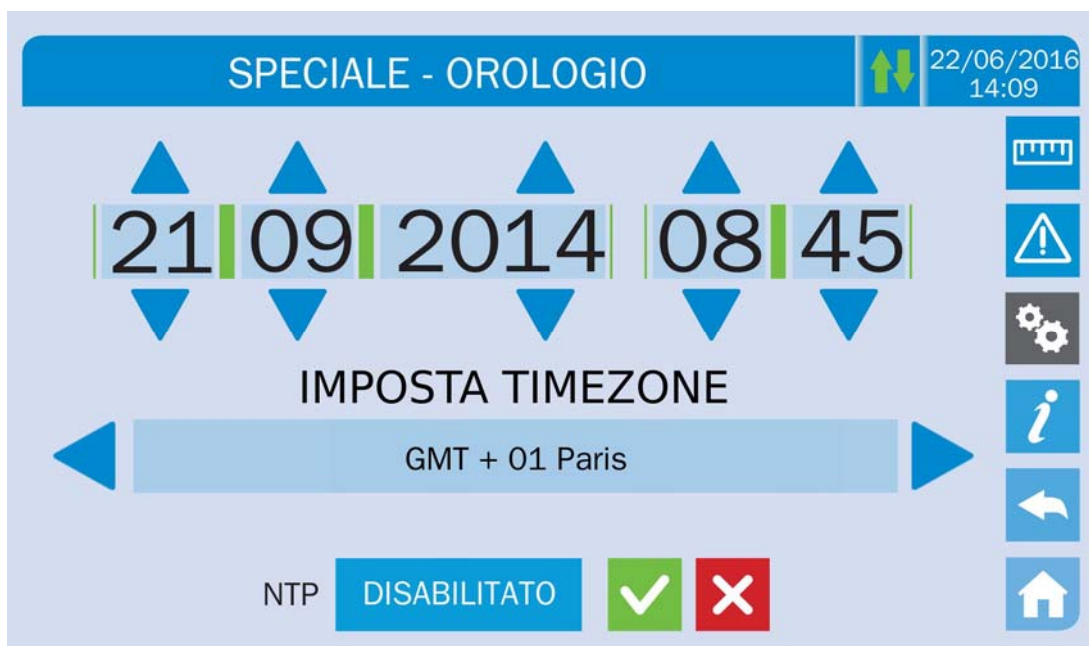 SPECIALE - OROLOGIO
22/06/2016
14:09
21 09 2014 08 45
IMPOSTA TIMEZONE
GMT + 01 Paris
NTP DISABILITATO